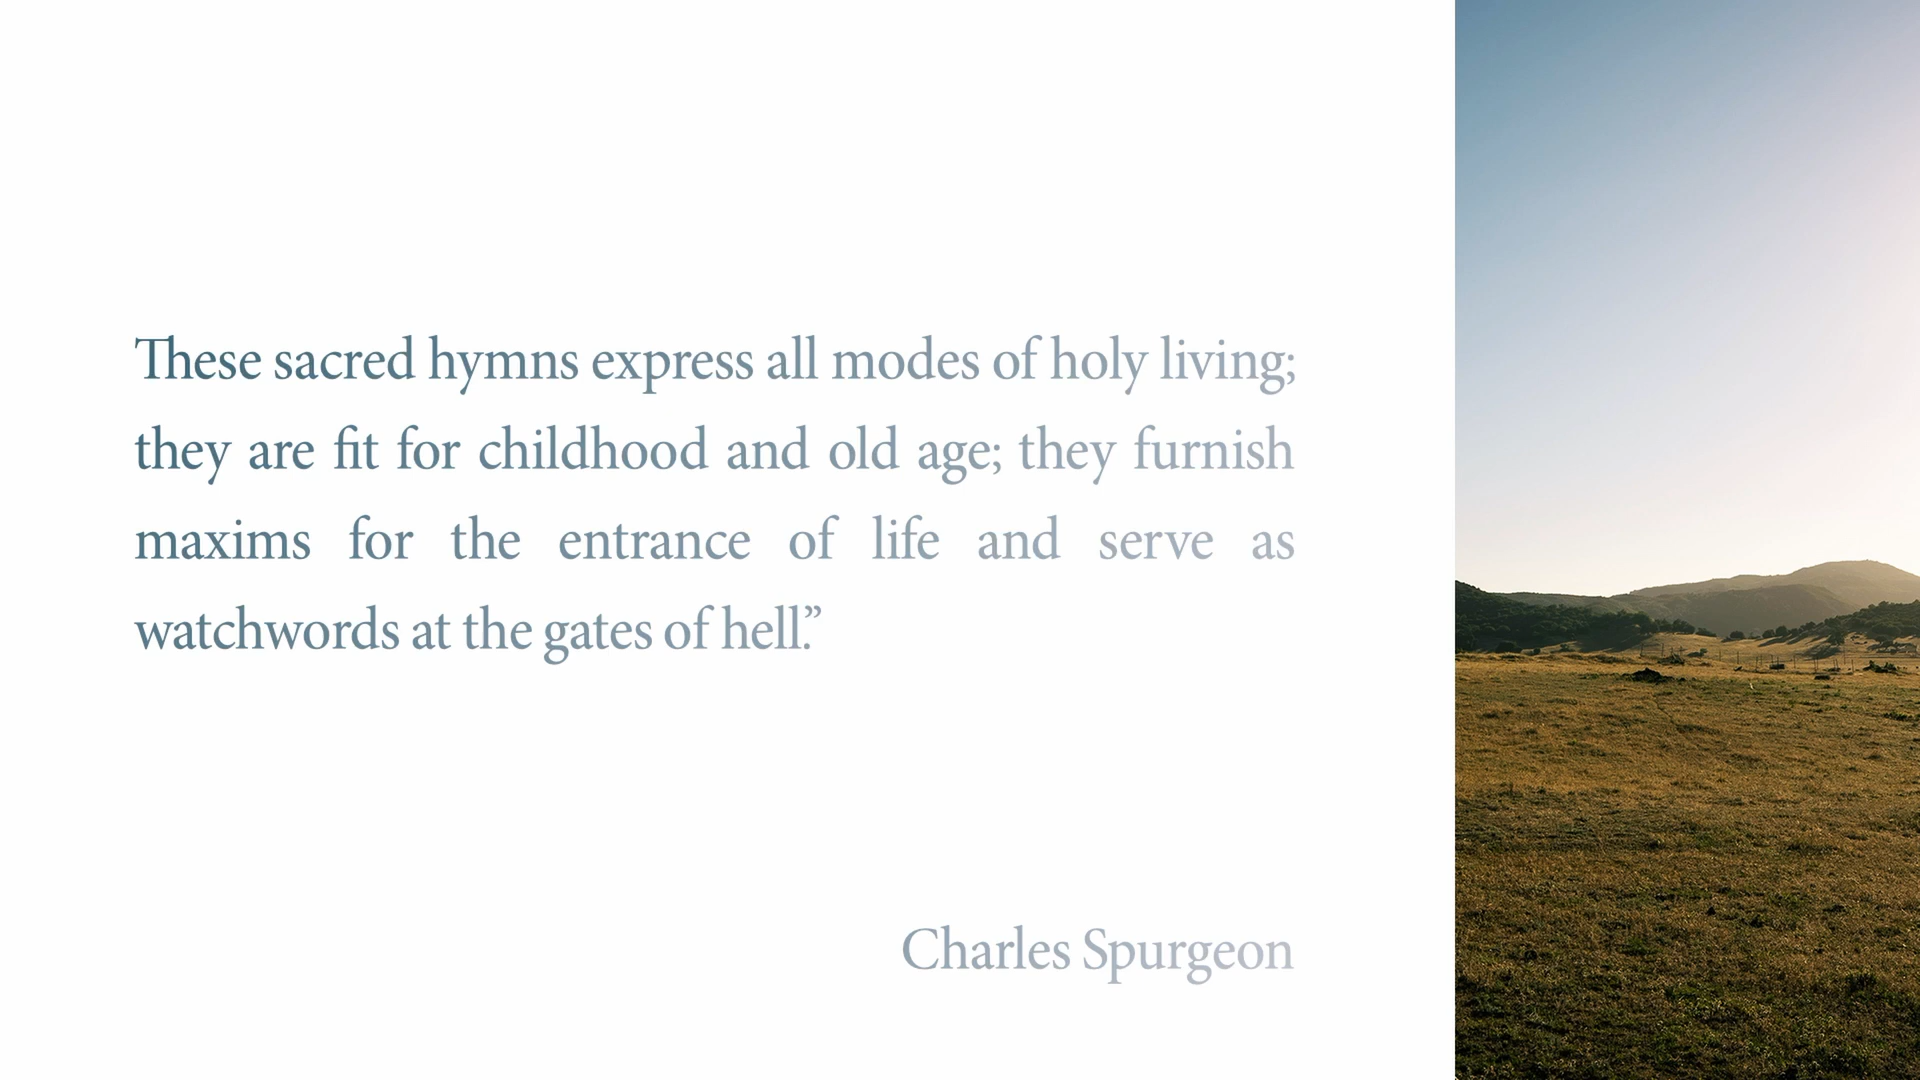 These sacred hymns express all modes of holy living;
they are fit for childhood and old age; they furnish
maxims for the entrance of life and serve as
watchwords at the gates of hell.”
Charles Spurgeon